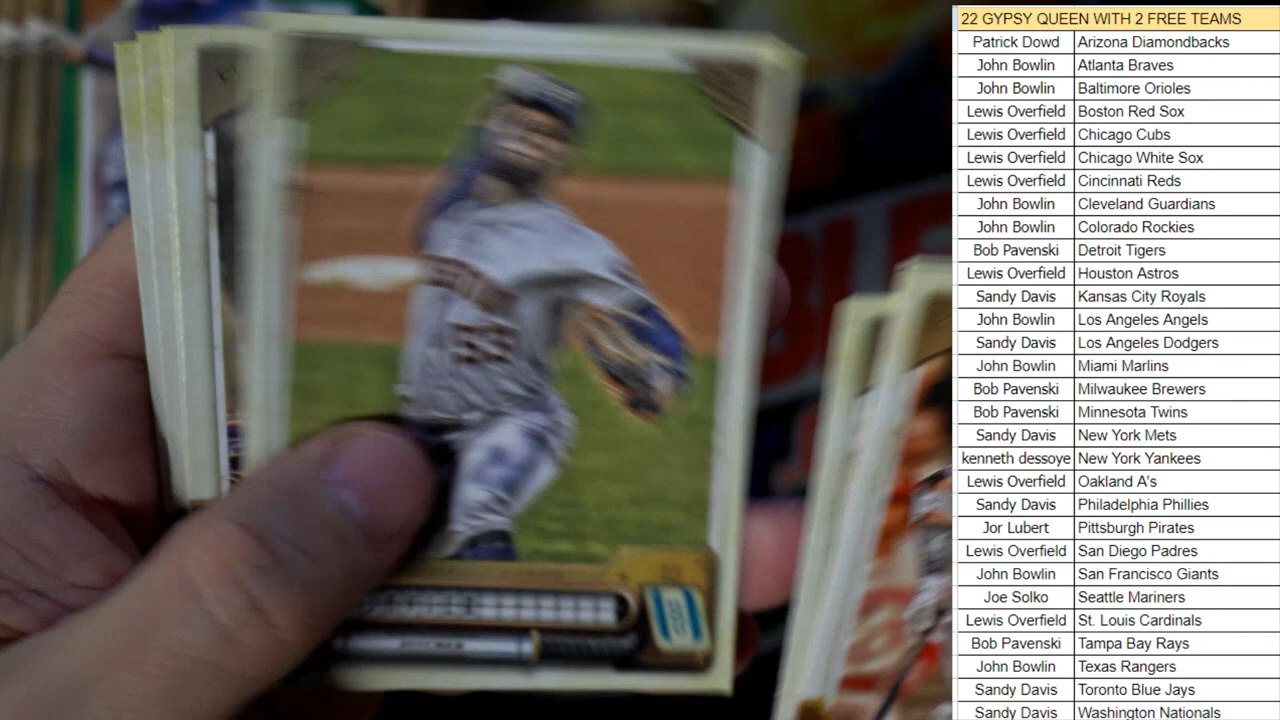 22 GYPSY QUEEN WITH 2 FREE TEAMS
Patrick Dowd Arizona Diamondbacks
John Bowlin Atlanta Braves
John Bowlin Baltimore Orioles
Lewis Overfield Boston Red Sox
Lewis Overfield Chicago Cubs
Lewis Overfield Chicago White Sox
Lewis Overfield Cincinnati Reds
John Bowlin Cleveland Guardians
John Bowlin Colorado Rockies
Bob Pavenski Detroit Tigers
Lewis Overfield Houston Astros
Sandy Davis Kansas City Royals
John Bowlin Los Angeles Angels
Sandy Davis Los Angeles Dodgers
John Bowlin Miami Marlins
Bob Pavenski Milwaukee Brewers
Bob Pavenski Minnesota Twins
Sandy Davis New York Mets
kenneth dessoye New York Yankees
Lewis Overfield Oakland A's
Sandy Davis Philadelphia Phillies
Jor Lubert Pittsburgh Pirates
Lewis Overfield San Diego Padres
John Bowlin San Francisco Giants
Joe Solko Seattle Mariners
Lewis Overfield St. Louis Cardinals
Bob Pavenski Tampa Bay Rays
John Bowlin Texas Rangers
Sandy Davis Toronto Blue Jays
Sandy Davis Washington Nationals
53